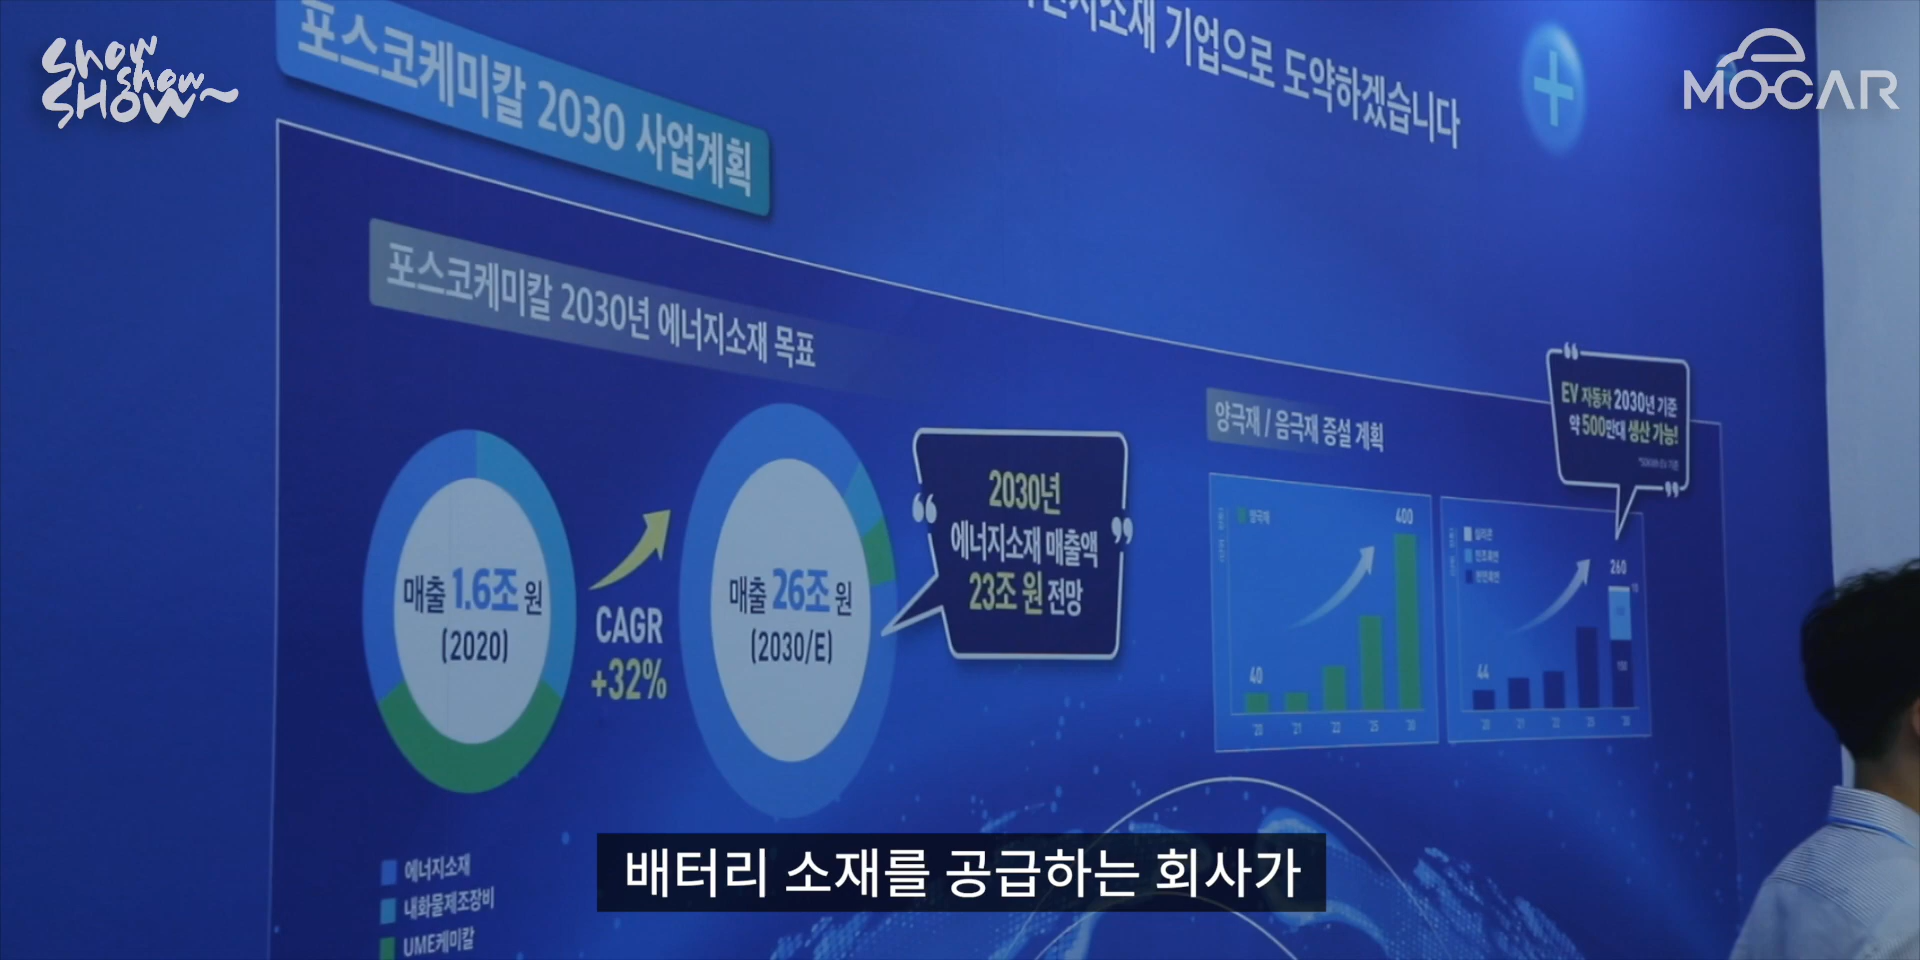 Show
show
SHOW
MOCAR
기업으로 도약하겠습니다
포스코케미칼 2030 사업계획
포스코케미칼 2030년 에너지소재 목표
매출 1.6조 원
(2020)
CAGR
+32%
매출 26조 원
(2030/E)
2030년
에너지소재 매출액
23조 원 전망
양극재 / 음극재 증설 계획
EV 자동차 2030년 기준
약 500만대 생산 가능!
양극재
400
40
'20
'21
'25
'30
260
44
에너지소재
내화물제조장비
UME케미칼
배터리 소재를 공급하는 회사가